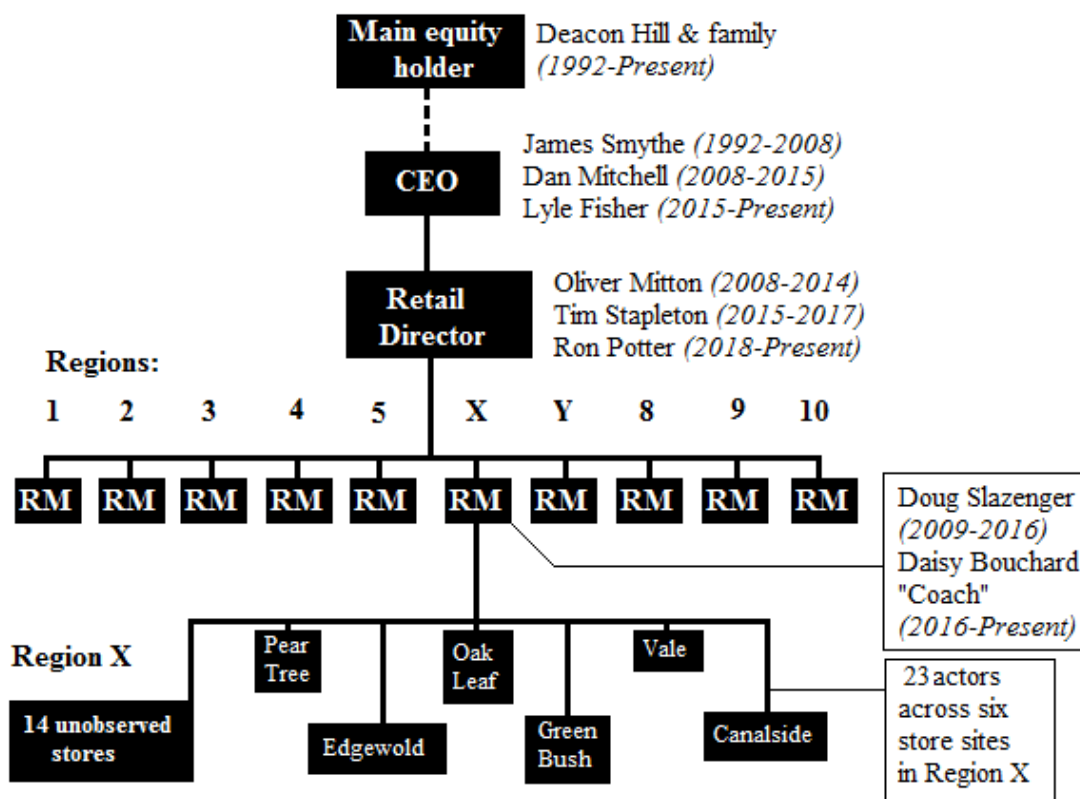 Main equity
holder
Deacon Hill & family
(1992-Present)
CEO
James Smythe (1992-2008)
Dan Mitchell (2008-2015)
Lyle Fisher (2015-Present)
Retail
Director
Oliver Mitton (2008-2014)
Tim Stapleton (2015-2017)
Ron Potter (2018-Present)
Regions:
1 2 3 4 5 X Y 8 9 10
RM RM RM RM RM RM RM RM RM RM
Doug Slazenger
(2009-2016)
Daisy Bouchard
"Coach"
(2016-Present)
Region X
14 unobserved
stores
Pear
Tree
Edgewold
Oak
Leaf
Green
Bush
Vale
Canalside
23 actors
across six
store sites
in Region X